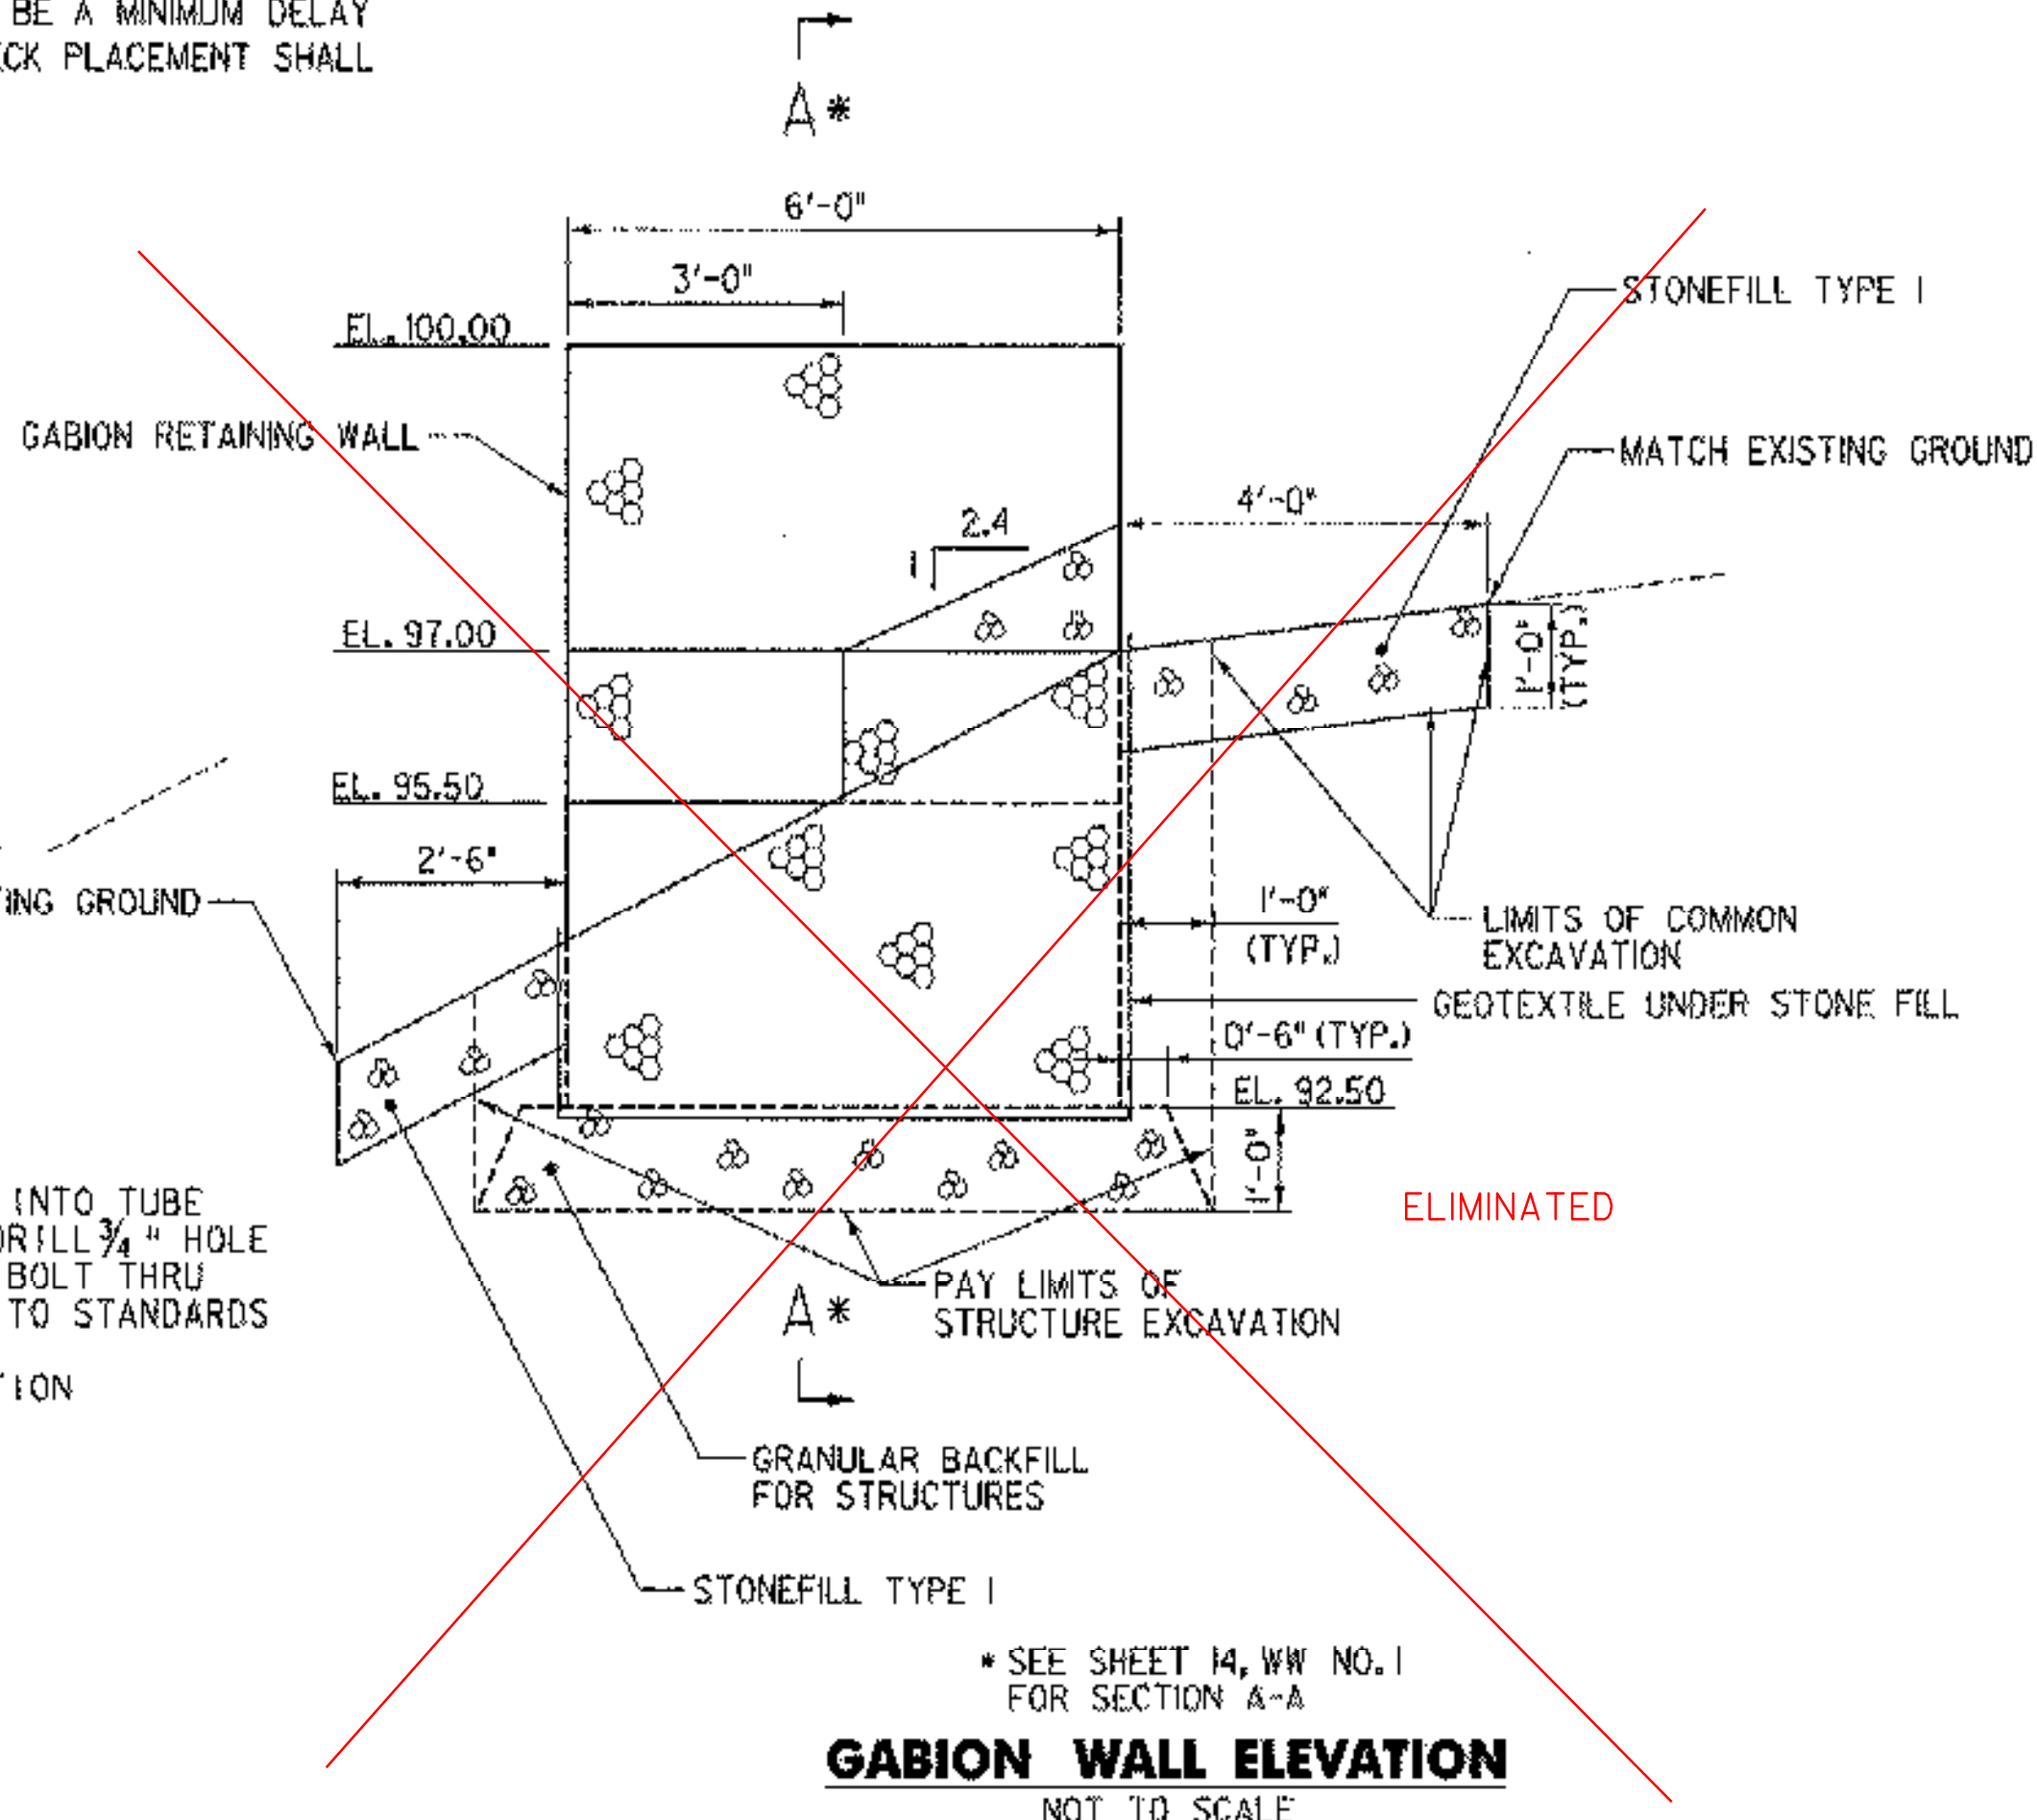 BE A MINIMUM DELAY
CK PLACEMENT SHALL
A*
6'-0"
3'-0"
STONEFILL TYPE I
EL. 100.00
GABION RETAINING WALL
MATCH EXISTING GROUND
4'-0"
2.4
1
EL. 97.00
1'-0"
(TYP.)
EL. 95.50
2'-6"
ING GROUND
1'-0"
(TYP.)
LIMITS OF COMMON
EXCAVATION
GEOTEXTILE UNDER STONE FILL
0'-6" (TYP.)
EL. 92.50
1'-0"
ELIMINATED
INTO TUBE
DRILL 3/4 " HOLE
BOLT THRU
TO STANDARDS
TION
PAY LIMITS OF
STRUCTURE EXCAVATION
A*
GRANULAR BACKFILL
FOR STRUCTURES
STONEFILL TYPE I
* SEE SHEET 14, WW NO. 1
FOR SECTION A-A
GABION WALL ELEVATION
NOT TO SCALE